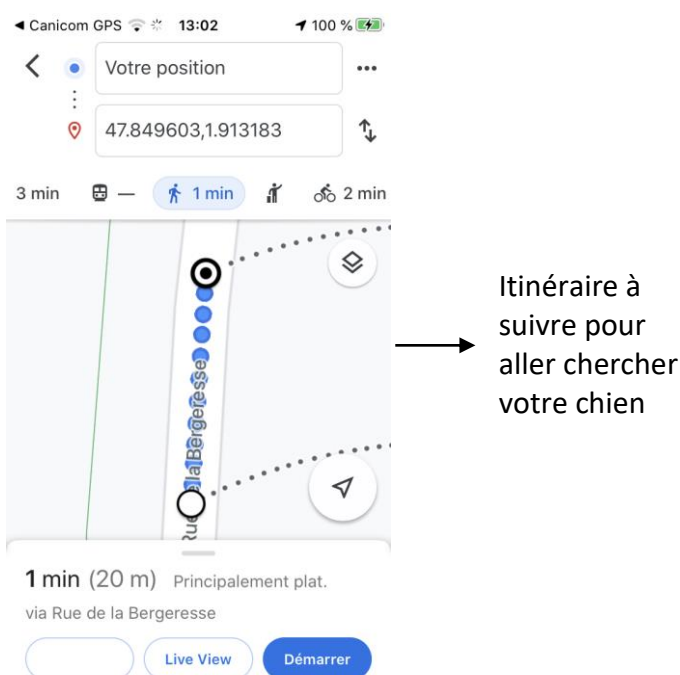 Canicom GPS 13:02 100 %
Votre position
47.849603,1.913183
3 min — 1 min 2 min
Rue de la Bergeresse
1 min (20 m) Principalement plat.
via Rue de la Bergeresse
Live View Démarrer
Itinéraire à
suivre pour
aller chercher
votre chien